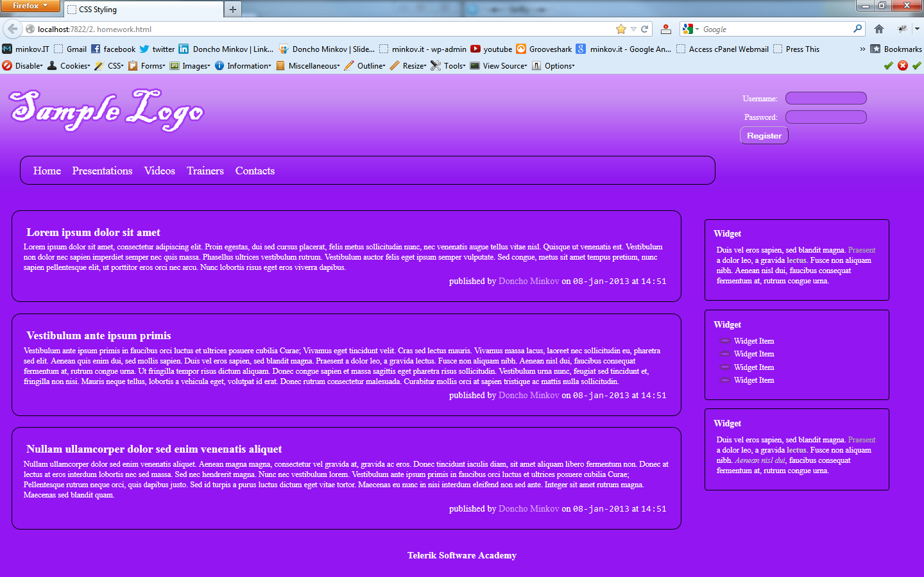 Firefox
CSS Styling
localhost:7822/2. homework.html
Google
minkov.IT Gmail facebook twitter Doncho Minkov | Link... Doncho Minkov | Slide... minkov.it - wp-admin youtube Grooveshark minkov.it - Google An... Access cPanel Webmail Press This » Bookmarks
Disable Cookies CSS Forms Images Information Miscellaneous Outline Resize Tools View Source Options
Sample Logo
Username:
Password:
Register
Home Presentations Videos Trainers Contacts
Lorem ipsum dolor sit amet
Lorem ipsum dolor sit amet, consectetur adipiscing elit. Proin egestas, dui sed cursus placerat, felis metus sollicitudin nunc, nec venenatis augue tellus vitae nisl. Quisque ut venenatis est. Vestibulum
non dolor nec sapien imperdiet semper nec quis massa. Phasellus ultrices vestibulum rutrum. Vestibulum auctor felis eget ipsum semper vulputate. Sed congue, metus sit amet tempus pretium, nunc
sapien pellentesque elit, ut porttitor eros orci nec arcu. Nunc lobortis risus eget eros viverra dapibus.
published by Doncho Minkov on 08-jan-2013 at 14:51
Vestibulum ante ipsum primis
Vestibulum ante ipsum primis in faucibus orci luctus et ultrices posuere cubilia Curae; Vivamus eget tincidunt velit. Cras sed lectus mauris. Vivamus massa lacus, laoreet nec sollicitudin eu, pharetra
sed elit. Aenean quis enim dui, sed mollis sapien. Duis vel eros sapien, sed blandit magna. Praesent a dolor leo, a gravida lectus. Fusce non aliquam nibh. Aenean nisl dui, faucibus consequat
fermentum at, rutrum congue urna. Ut fringilla tempor risus dictum aliquam. Donec congue sapien et massa sagittis eget pharetra risus sollicitudin. Vestibulum urna nunc, feugiat sed tincidunt et,
fringilla non nisi. Mauris neque tellus, lobortis a vehicula eget, volutpat id erat. Donec rutrum consectetur malesuada. Curabitur mollis orci at sapien tristique ac mattis nulla sollicitudin.
published by Doncho Minkov on 08-jan-2013 at 14:51
Nullam ullamcorper dolor sed enim venenatis aliquet
Nullam ullamcorper dolor sed enim venenatis aliquet. Aenean magna magna, consectetur vel gravida at, gravida ac eros. Donec tincidunt iaculis diam, sit amet aliquam libero fermentum non. Donec at
lectus at eros interdum lobortis nec sed massa. Sed nec hendrerit magna. Nunc nec vestibulum lorem. Vestibulum ante ipsum primis in faucibus orci luctus et ultrices posuere cubilia Curae;
Pellentesque rutrum neque orci, quis dapibus justo. Sed id turpis a purus luctus dictum eget vitae tortor. Maecenas eu nunc in nisi interdum eleifend non sed ante. Integer sit amet rutrum magna.
Maecenas sed blandit quam.
published by Doncho Minkov on 08-jan-2013 at 14:51
Widget
Duis vel eros sapien, sed blandit magna. Praesent
a dolor leo, a gravida lectus. Fusce non aliquam
nibh. Aenean nisl dui, faucibus consequat
fermentum at, rutrum congue urna.
Widget
Widget Item
Widget Item
Widget Item
Widget Item
Widget
Duis vel eros sapien, sed blandit magna. Praesent
a dolor leo, a gravida lectus. Fusce non aliquam
nibh. Aenean nisl dui, faucibus consequat
fermentum at, rutrum congue urna.
Telerik Software Academy